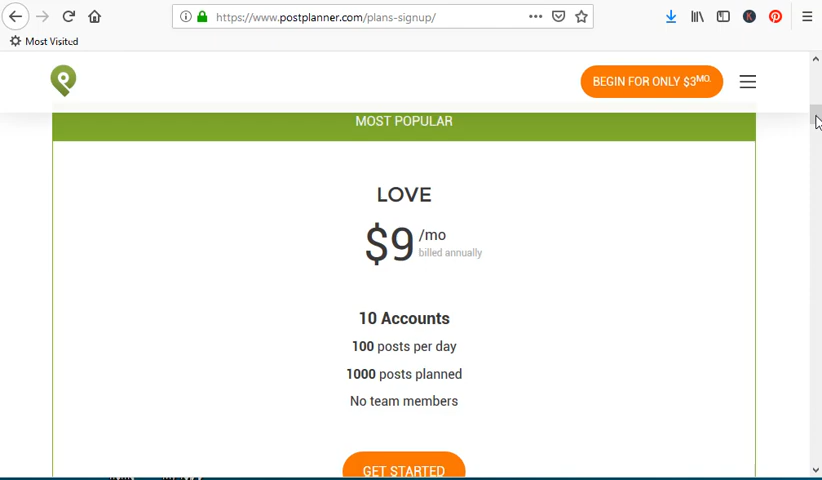 https://www.postplanner.com/plans-signup/
Most Visited
BEGIN FOR ONLY $3MO.
MOST POPULAR
LOVE
$9 /mo
billed annually
10 Accounts
100 posts per day
1000 posts planned
No team members
GET STARTED